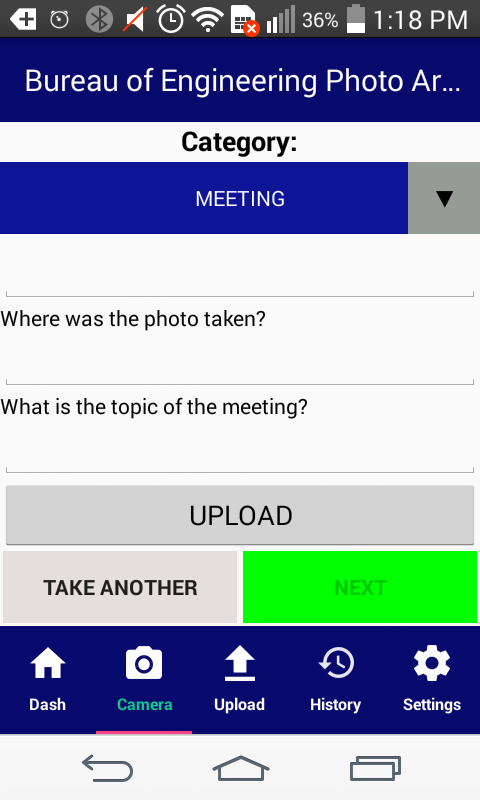 36% 1:18 PM
Bureau of Engineering Photo Ar...
Category:
MEETING
Where was the photo taken?
What is the topic of the meeting?
UPLOAD
TAKE ANOTHER NEXT
Dash Camera Upload History Settings